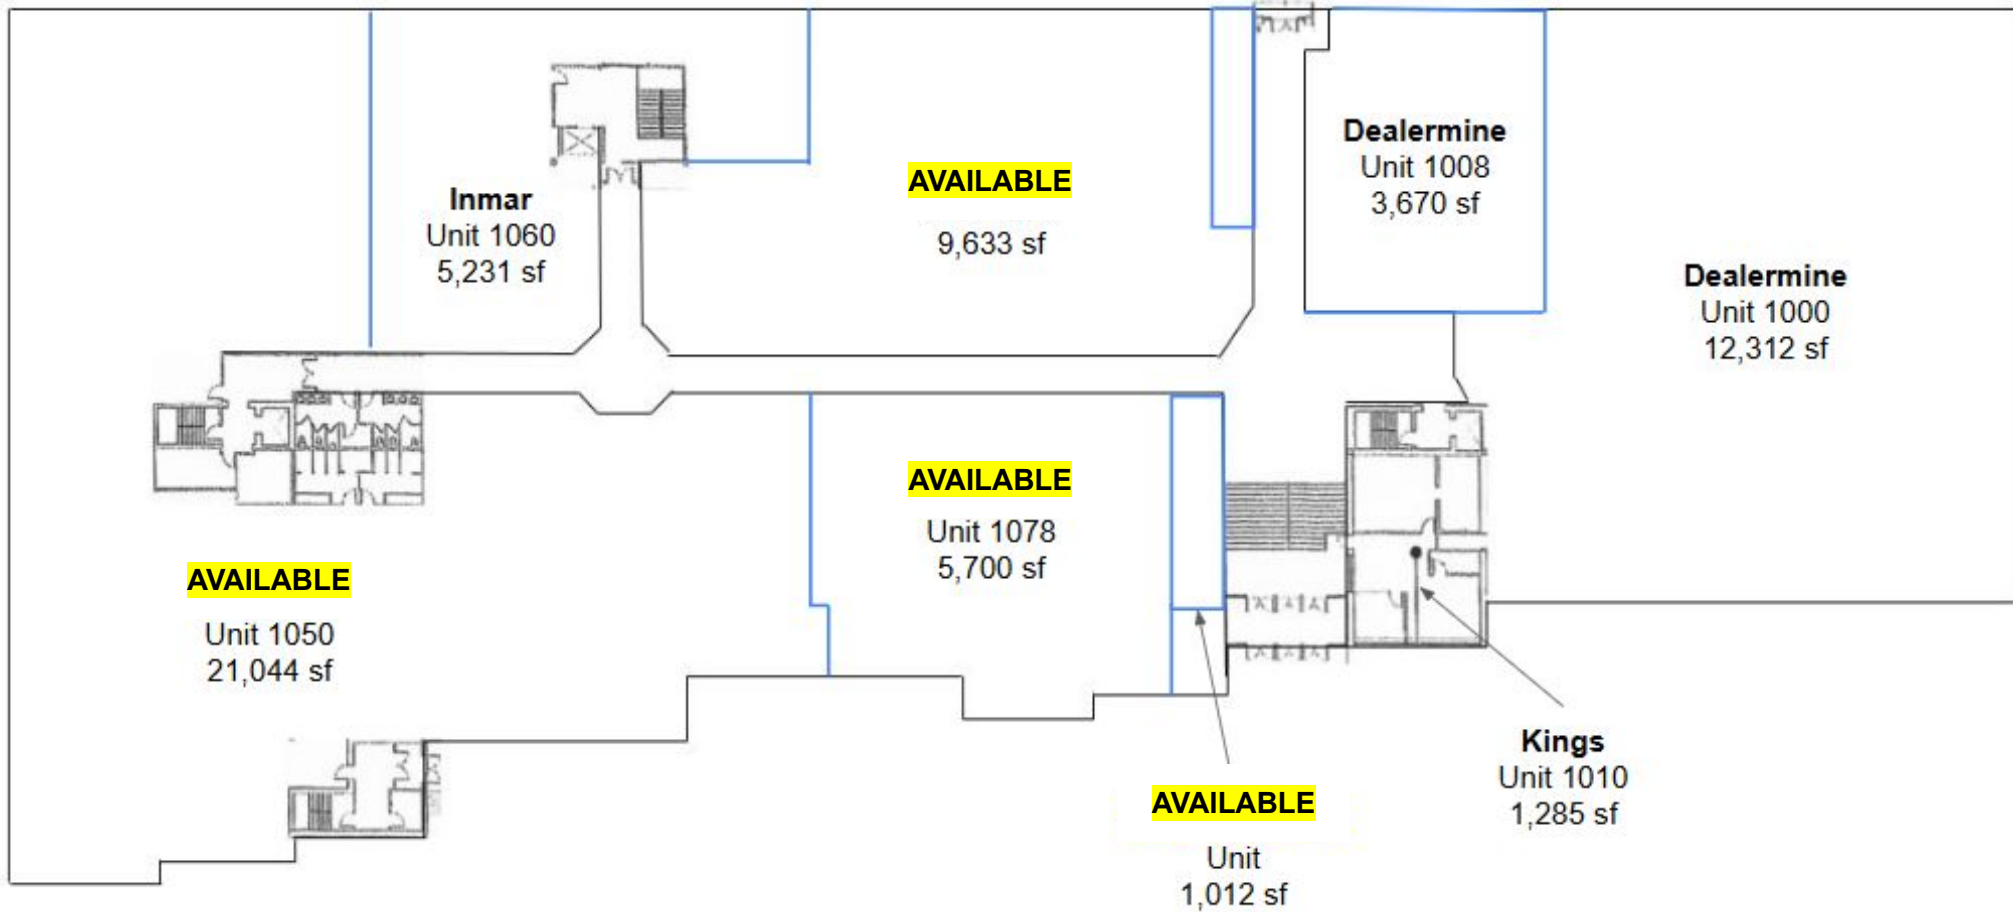 Dealermine
Unit 1008
3,670 sf
AVAILABLE
9,633 sf
Inmar
Unit 1060
5,231 sf
Dealermine
Unit 1000
12,312 sf
AVAILABLE
Unit 1078
5,700 sf
AVAILABLE
Unit 1050
21,044 sf
Kings
Unit 1010
1,285 sf
AVAILABLE
Unit
1,012 sf